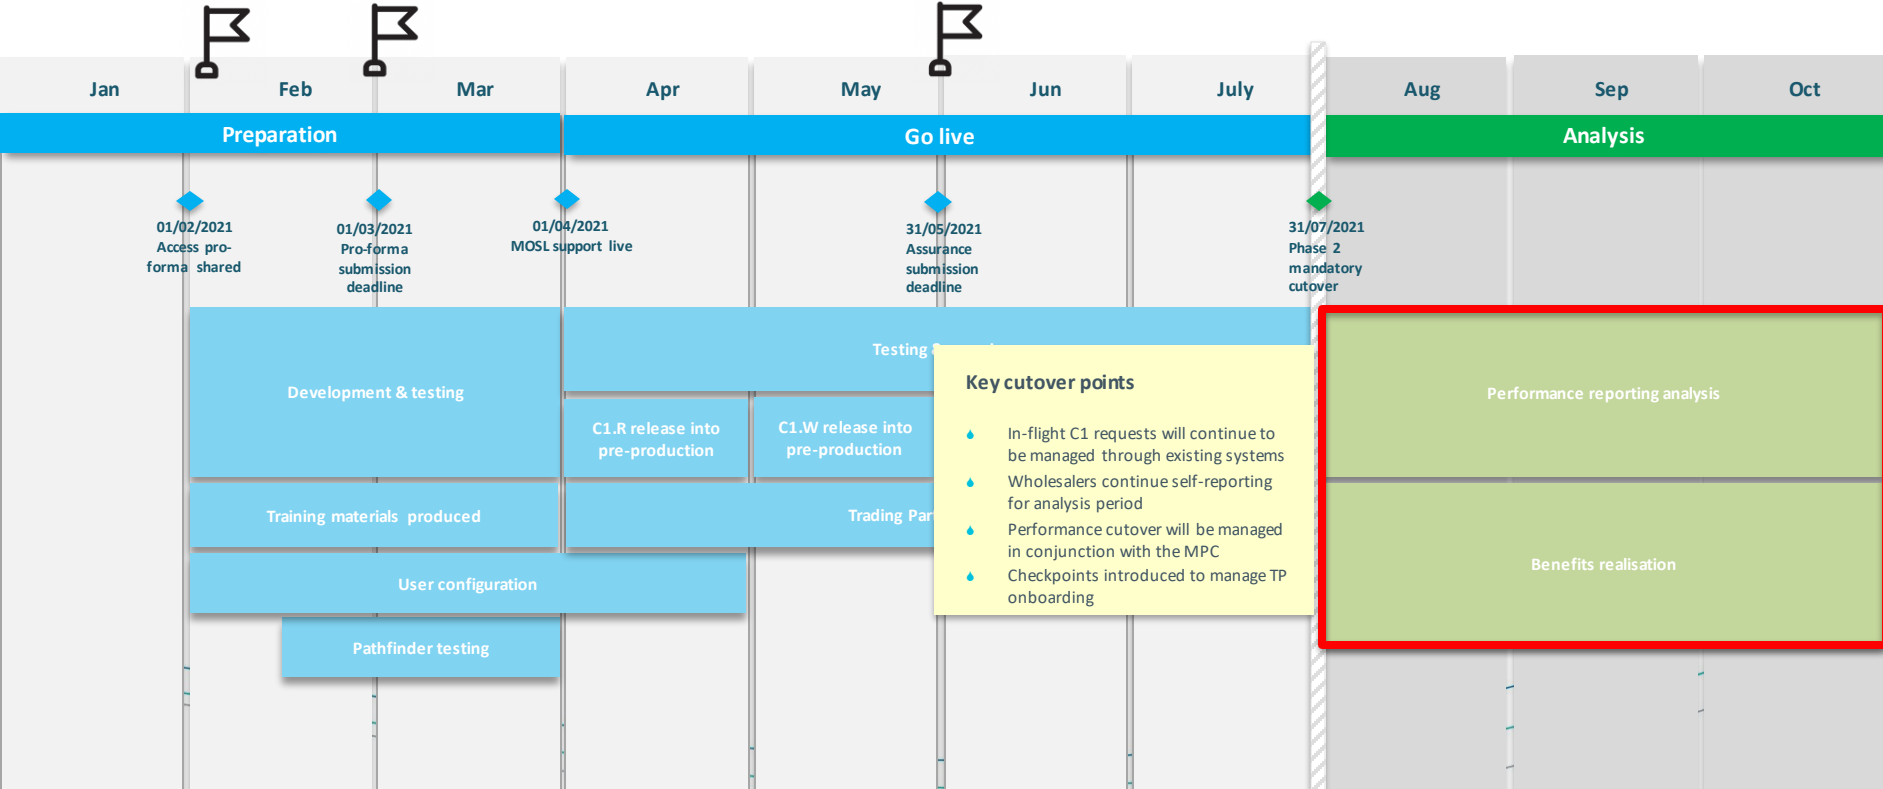 Jan Feb Mar Apr May Jun July Aug Sep Oct
Preparation Go live Analysis
01/02/2021
Access pro-
forma shared
01/03/2021
Pro-forma
submission
deadline
01/04/2021
MOSL support live
31/05/2021
Assurance
submission
deadline
31/07/2021
Phase 2
mandatory
cutover
Development & testing
Testing
C1.R release into
pre-production
C1.W release into
pre-production
Training materials produced
Trading
User configuration
Pathfinder testing
Key cutover points
In-flight C1 requests will continue to
be managed through existing systems
Wholesalers continue self-reporting
for analysis period
Performance cutover will be managed
in conjunction with the MPC
Checkpoints introduced to manage TP
onboarding
Performance reporting analysis
Benefits realisation